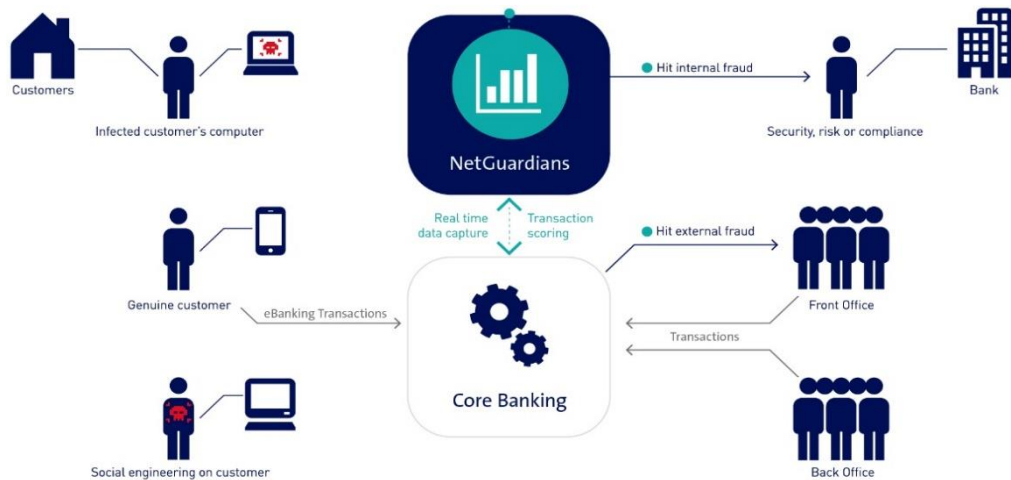 Customers
Infected customer's computer
NetGuardians
Hit internal fraud
Security, risk or compliance
Bank
Real time
data capture
Transaction
scoring
Genuine customer
eBanking Transactions
Hit external fraud
Front Office
Transactions
Core Banking
Social engineering on customer
Back Office